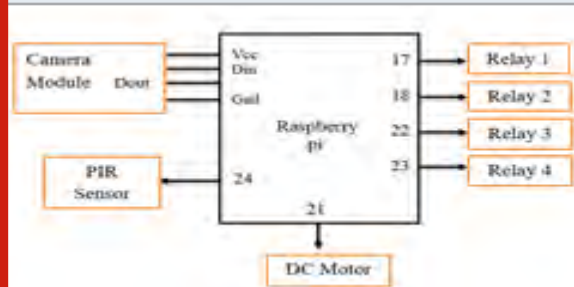 Camera
Module Dout
Vcc
Din
Gnd
Raspberry
pi
17
18
22
23
24
21
Relay 1
Relay 2
Relay 3
Relay 4
PIR
Sensor
DC Motor